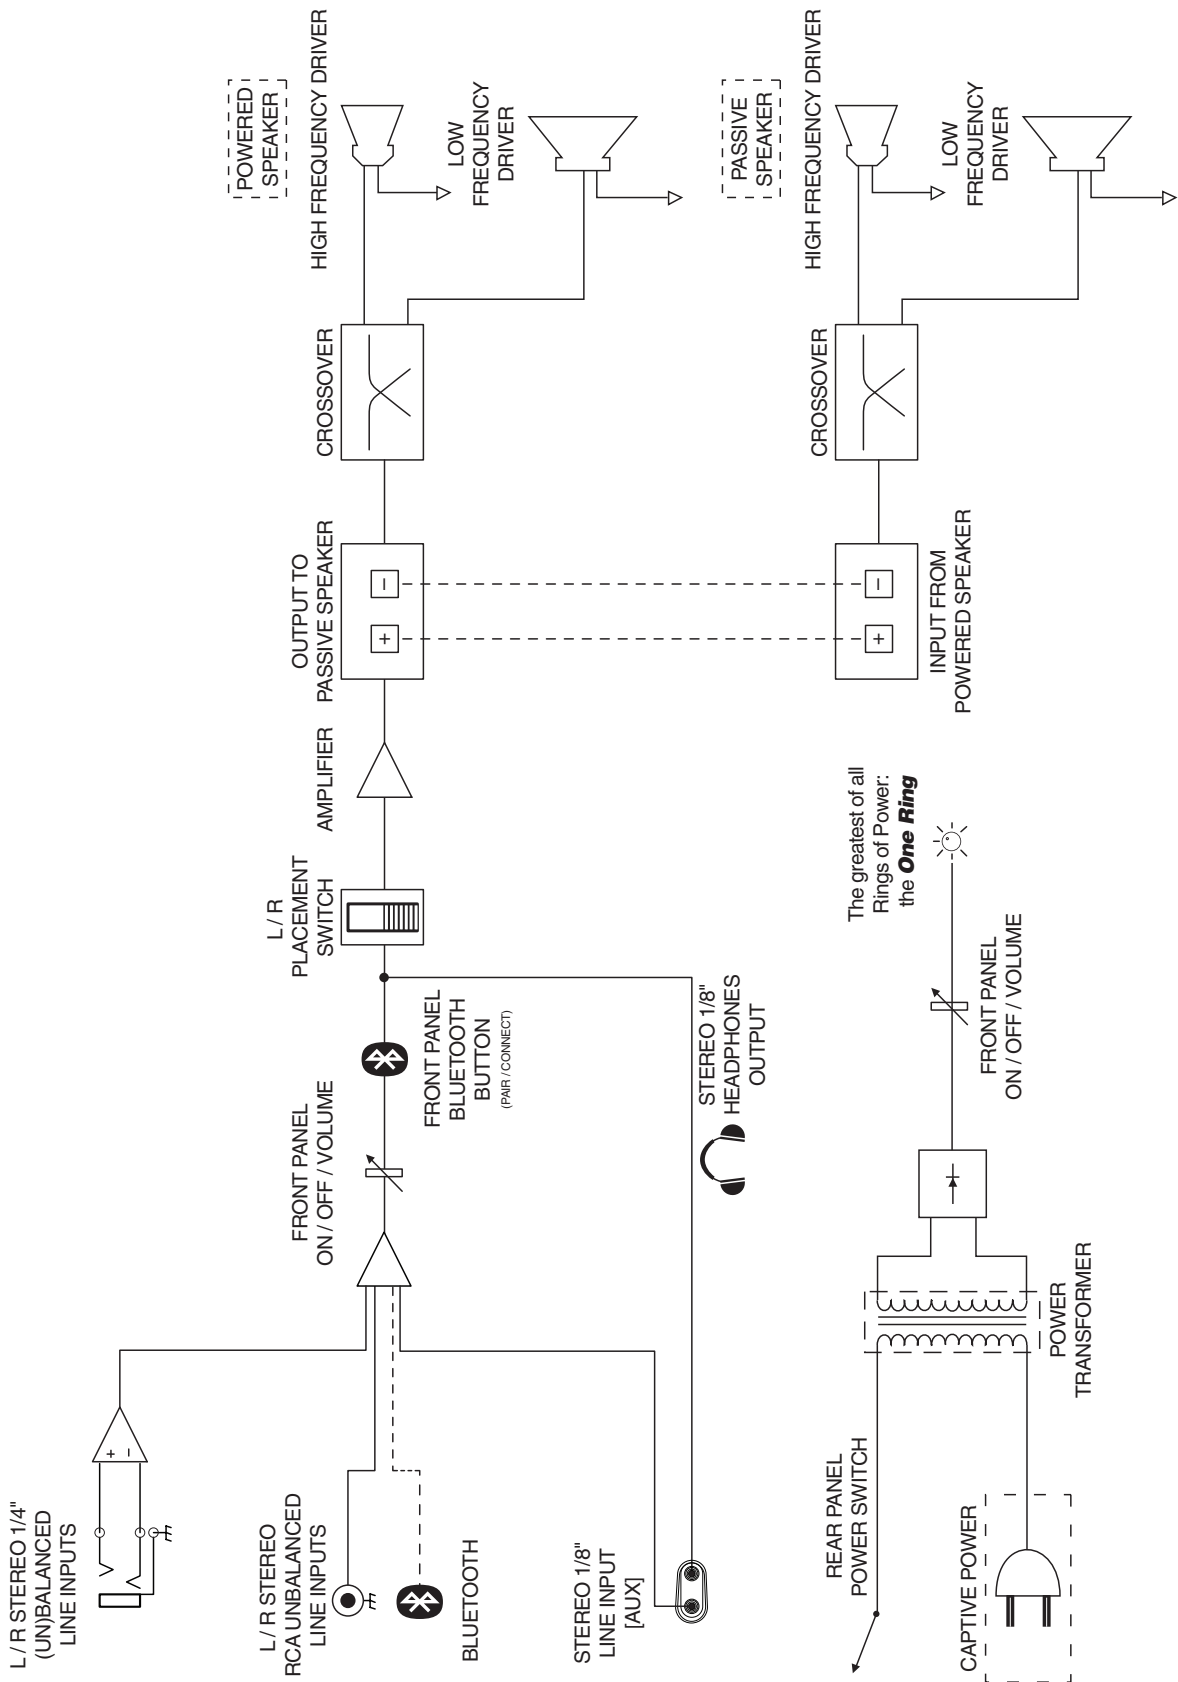 L / R STEREO 1/4"
(UN)BALANCED
LINE INPUTS
+
–
L / R STEREO
RCA UNBALANCED
LINE INPUTS
BLUETOOTH
STEREO 1/8"
LINE INPUT
[AUX]
FRONT PANEL
ON / OFF / VOLUME
FRONT PANEL
BLUETOOTH
BUTTON
(PAIR / CONNECT)
STEREO 1/8"
HEADPHONES
OUTPUT
L / R
PLACEMENT
SWITCH
AMPLIFIER
OUTPUT TO
PASSIVE SPEAKER
+
–
CROSSOVER
POWERED
SPEAKER
HIGH FREQUENCY DRIVER
LOW
FREQUENCY
DRIVER
INPUT FROM
POWERED SPEAKER
+
–
CROSSOVER
PASSIVE
SPEAKER
HIGH FREQUENCY DRIVER
LOW
FREQUENCY
DRIVER
REAR PANEL
POWER SWITCH
CAPTIVE POWER
POWER
TRANSFORMER
FRONT PANEL
ON / OFF / VOLUME
The greatest of all
Rings of Power:
the One Ring